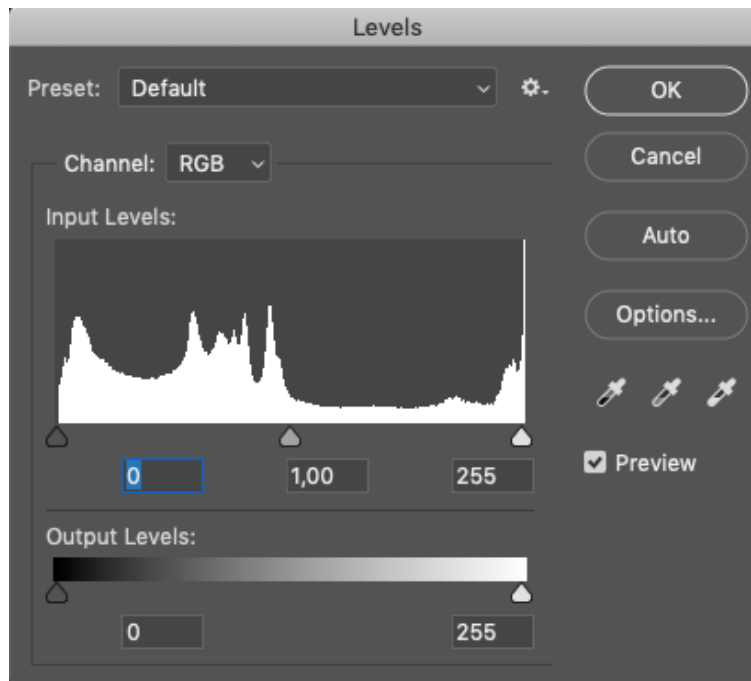 Levels
Preset: Default
OK
Channel: RGB
Cancel
Input Levels:
Auto
Options...
0 1,00 255
Preview
Output Levels:
0 255